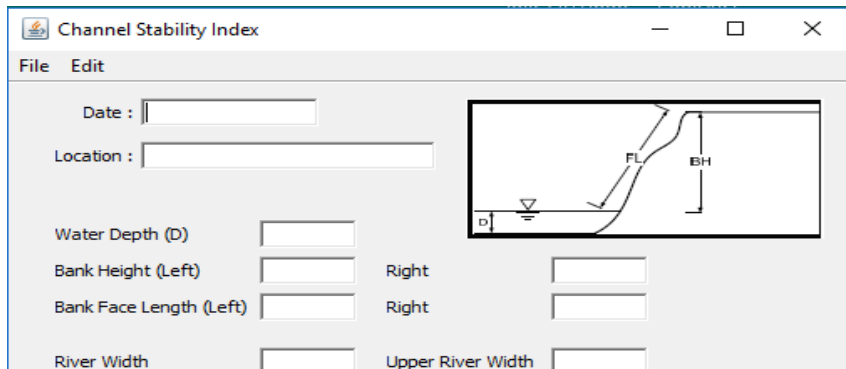 Channel Stability Index
File Edit
Date :
Location :
FL
BH
D
Water Depth (D)
Bank Height (Left) Right
Bank Face Length (Left) Right
River Width Upper River Width